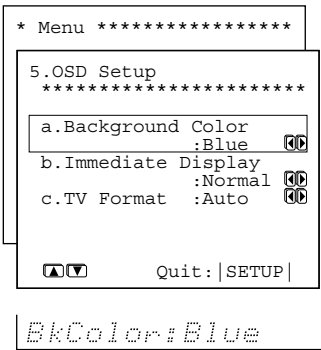 * Menu *****************
5.OSD Setup
************************
a.Background Color
:Blue
b.Immediate Display
:Normal
c.TV Format :Auto
Quit:|SETUP|
BkColor:Blue